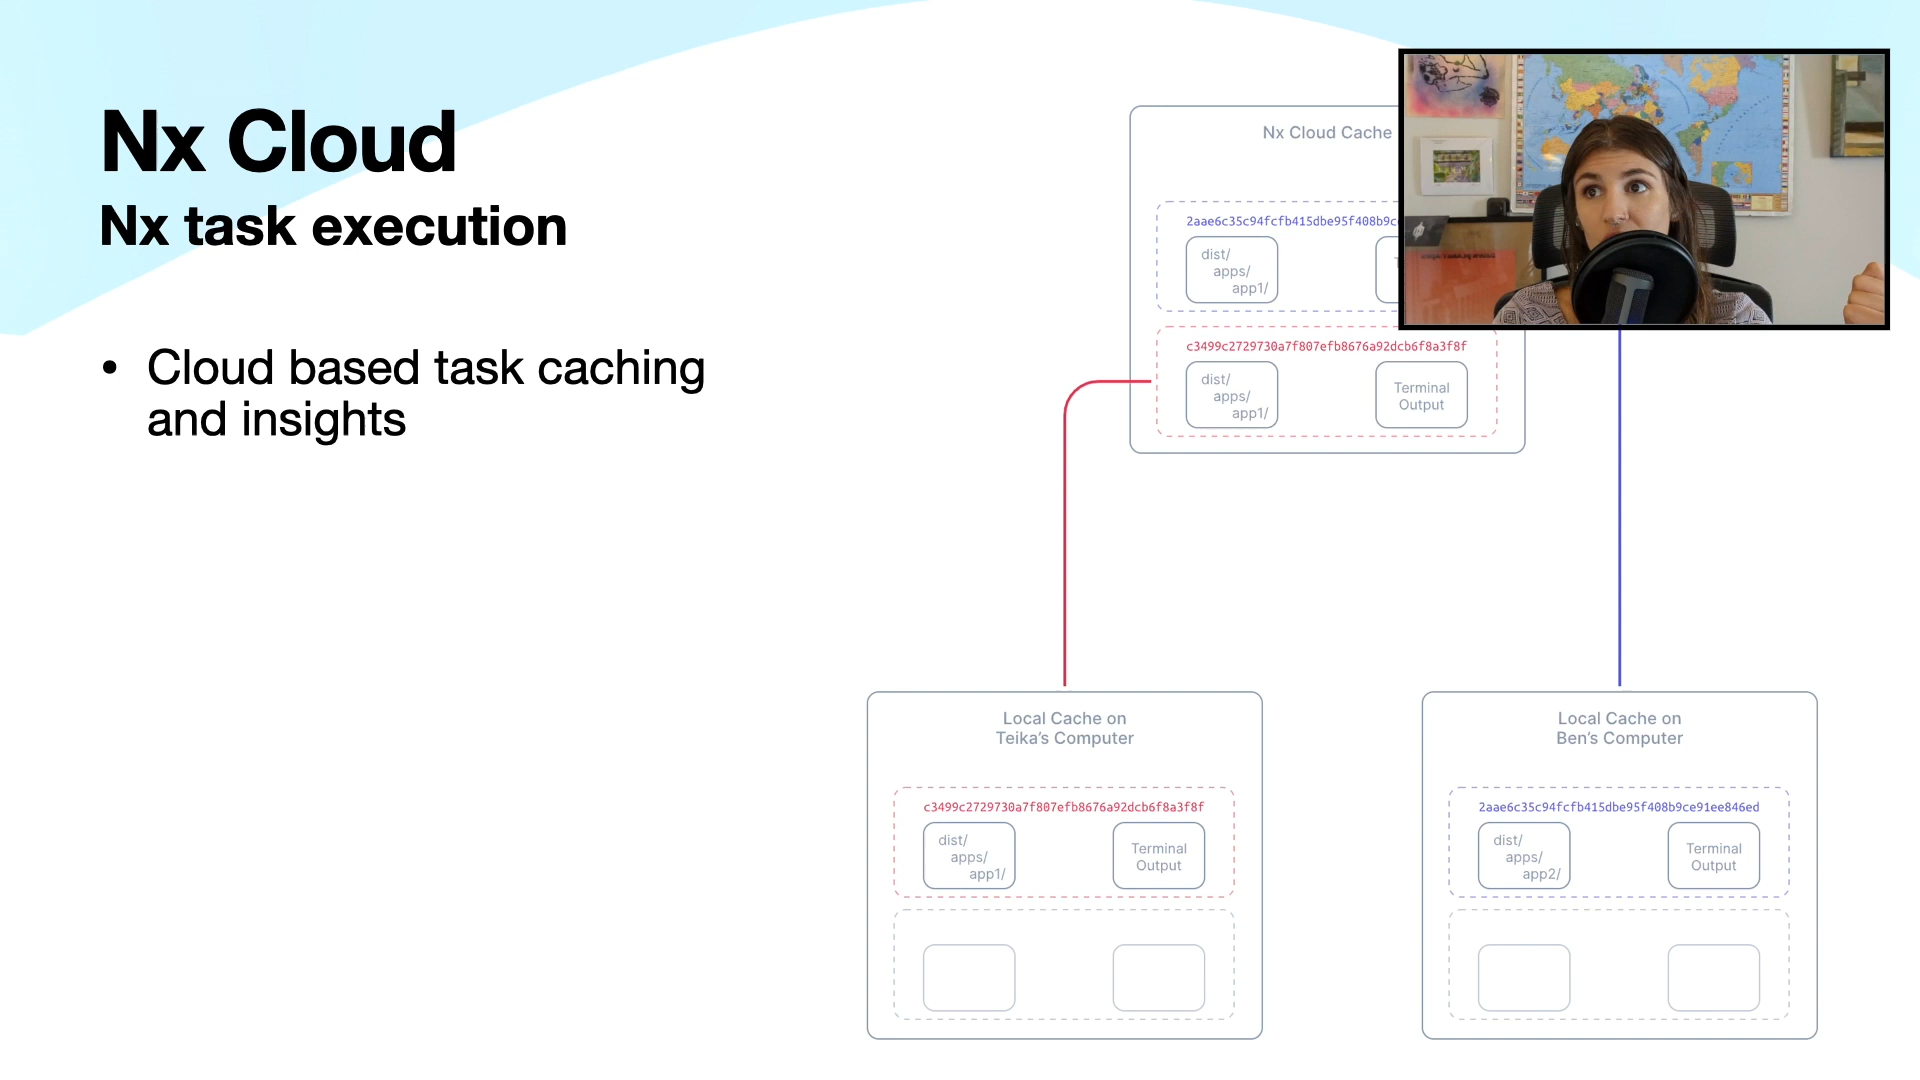 Nx Cloud
Nx task execution
• Cloud based task caching
and insights
Nx Cloud Cache
2aae6c35c94fcfb415dbe95f408b9c
dist/
apps/
app1/
c3499c2729730a7f807efb8676a92dcb6f8a3f8f
dist/
apps/
app1/
Terminal
Output
Local Cache on
Teika’s Computer
c3499c2729730a7f807efb8676a92dcb6f8a3f8f
dist/
apps/
app1/
Terminal
Output
Local Cache on
Ben’s Computer
2aae6c35c94fcfb415dbe95f408b9ce91ee846ed
dist/
apps/
app2/
Terminal
Output